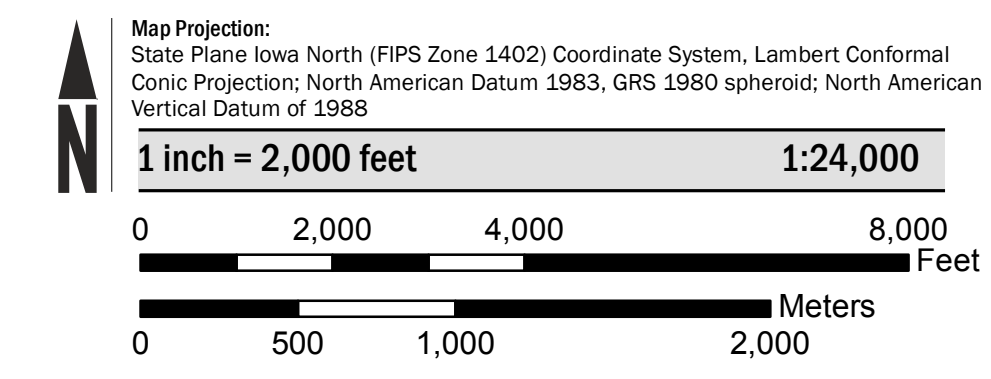 Map Projection:
State Plane Iowa North (FIPS Zone 1402) Coordinate System, Lambert Conformal
Conic Projection; North American Datum 1983, GRS 1980 spheroid; North American
Vertical Datum of 1988
N
1 inch = 2,000 feet 1:24,000
0 2,000 4,000 8,000
Feet
Meters
0 500 1,000 2,000